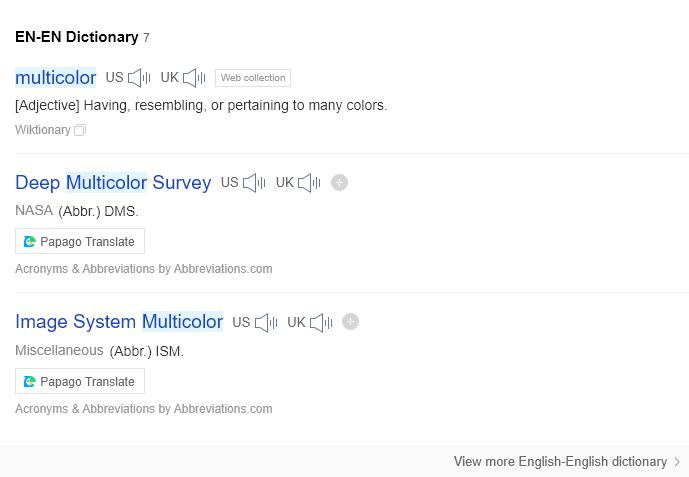 EN-EN Dictionary 7
multicolor US UK Web collection
[Adjective] Having, resembling, or pertaining to many colors.
Wiktionary
Deep Multicolor Survey US UK
NASA (Abbr.) DMS.
Papago Translate
Acronyms & Abbreviations by Abbreviations.com
Image System Multicolor US UK
Miscellaneous (Abbr.) ISM.
Papago Translate
Acronyms & Abbreviations by Abbreviations.com
View more English-English dictionary